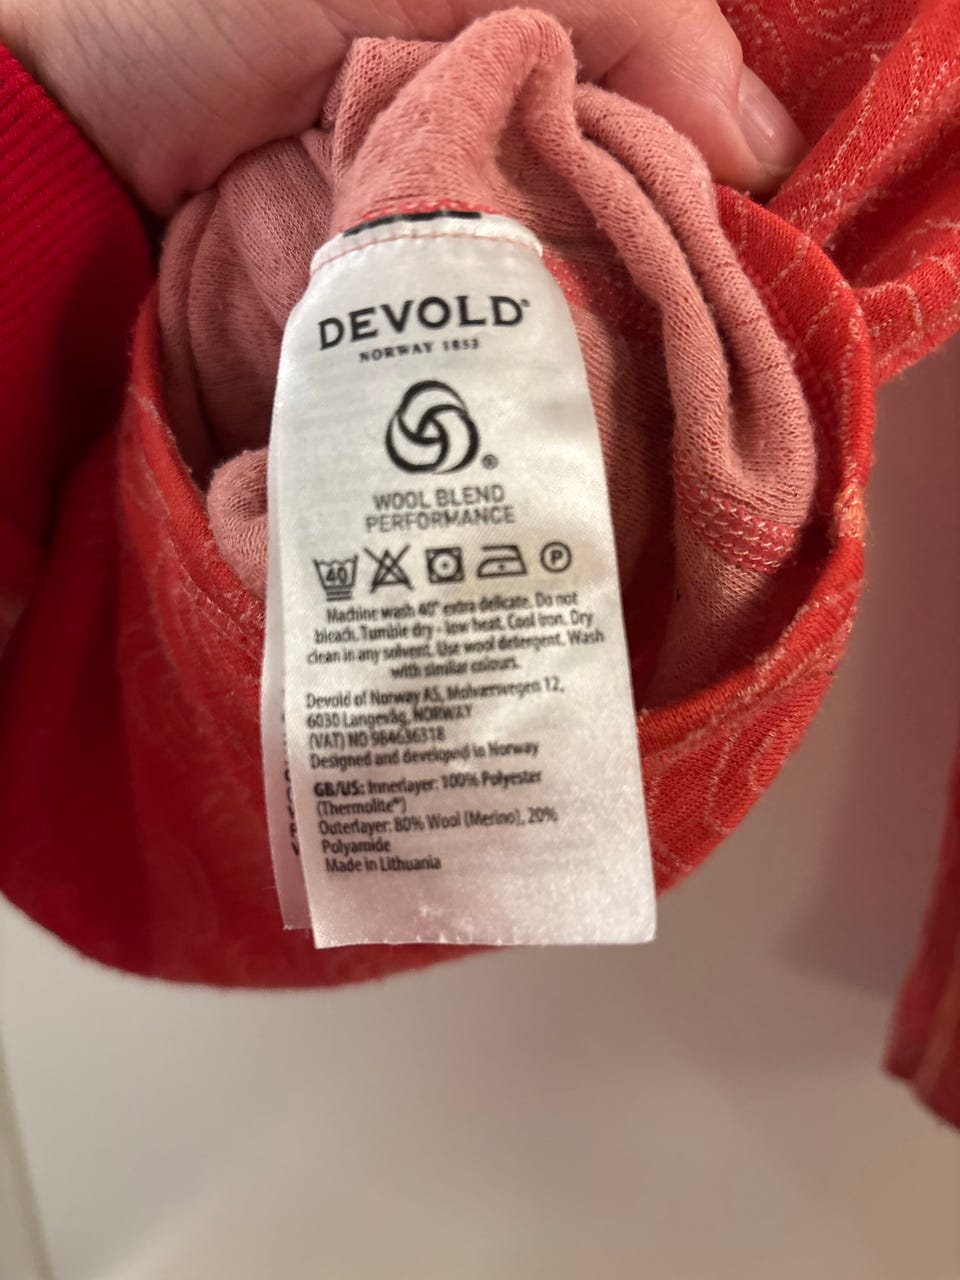 DEVOLD®
NORWAY 1853
®
WOOL BLEND
PERFORMANCE
40 P
Machine wash 40° extra delicate. Do not
bleach. Tumble dry - low heat. Cool iron. Dry
clean in any solvent. Use wool detergent. Wash
with similar colours.
Devold of Norway AS, Molværsvegen 12,
6030 Langevåg, NORWAY
(VAT) NO 984636318
Designed and developed in Norway
GB/US: Innerlayer: 100% Polyester
(Thermolite®)
Outerlayer: 80% Wool (Merino), 20%
Polyamide
Made in Lithuania